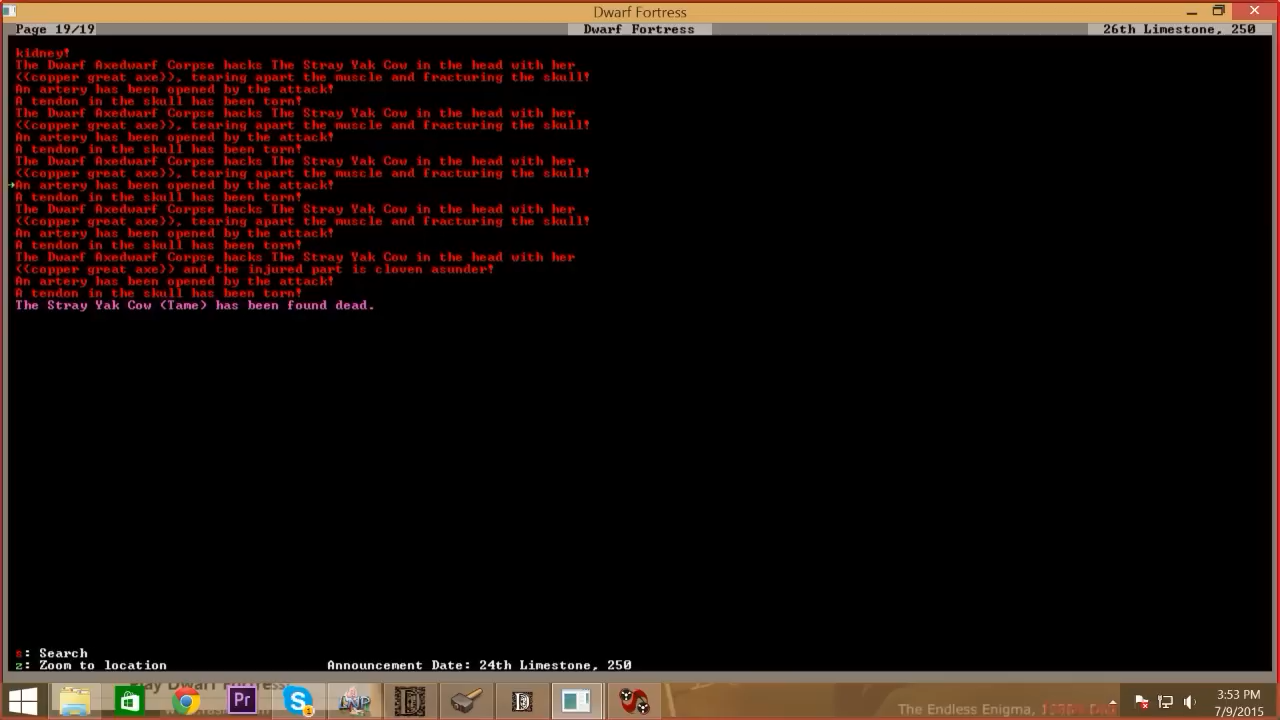 Dwarf Fortress
Page 19/19
Dwarf Fortress
26th Limestone, 250
kidney!
The Dwarf Axedwarf Corpse hacks The Stray Yak Cow in the head with her
((copper great axe)), tearing apart the muscle and fracturing the skull!
An artery has been opened by the attack!
A tendon in the skull has been torn!
The Dwarf Axedwarf Corpse hacks The Stray Yak Cow in the head with her
((copper great axe)), tearing apart the muscle and fracturing the skull!
An artery has been opened by the attack!
A tendon in the skull has been torn!
The Dwarf Axedwarf Corpse hacks The Stray Yak Cow in the head with her
((copper great axe)), tearing apart the muscle and fracturing the skull!
An artery has been opened by the attack!
A tendon in the skull has been torn!
The Dwarf Axedwarf Corpse hacks The Stray Yak Cow in the head with her
((copper great axe)), tearing apart the muscle and fracturing the skull!
An artery has been opened by the attack!
A tendon in the skull has been torn!
The Dwarf Axedwarf Corpse hacks The Stray Yak Cow in the head with her
((copper great axe)) and the injured part is cloven asunder!
An artery has been opened by the attack!
A tendon in the skull has been torn!
The Stray Yak Cow (Tame) has been found dead.
s: Search
z: Zoom to location
Announcement Date: 24th Limestone, 250
Play Dwarf Fortress
Pr
The Endless Enigma,
3:53 PM
7/9/2015